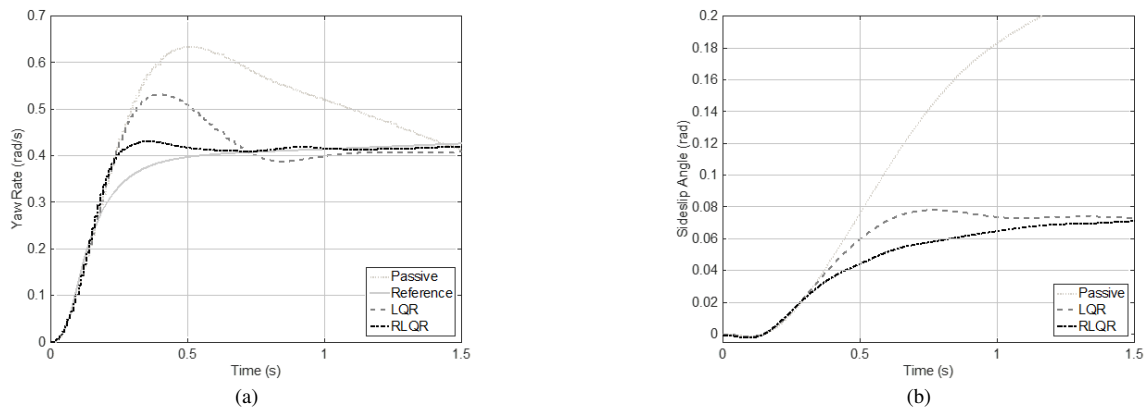 0.7
0.6
0.5
0.4
0.3
0.2
0.1
0
Yaw Rate (rad/s)
0
0.5
1
1.5
Time (s)
Passive
Reference
LQR
RLQR
(a)
0.2
0.18
0.16
0.14
0.12
0.1
0.08
0.06
0.04
0.02
0
Sideslip Angle (rad)
0
0.5
1
1.5
Time (s)
Passive
LQR
RLQR
(b)